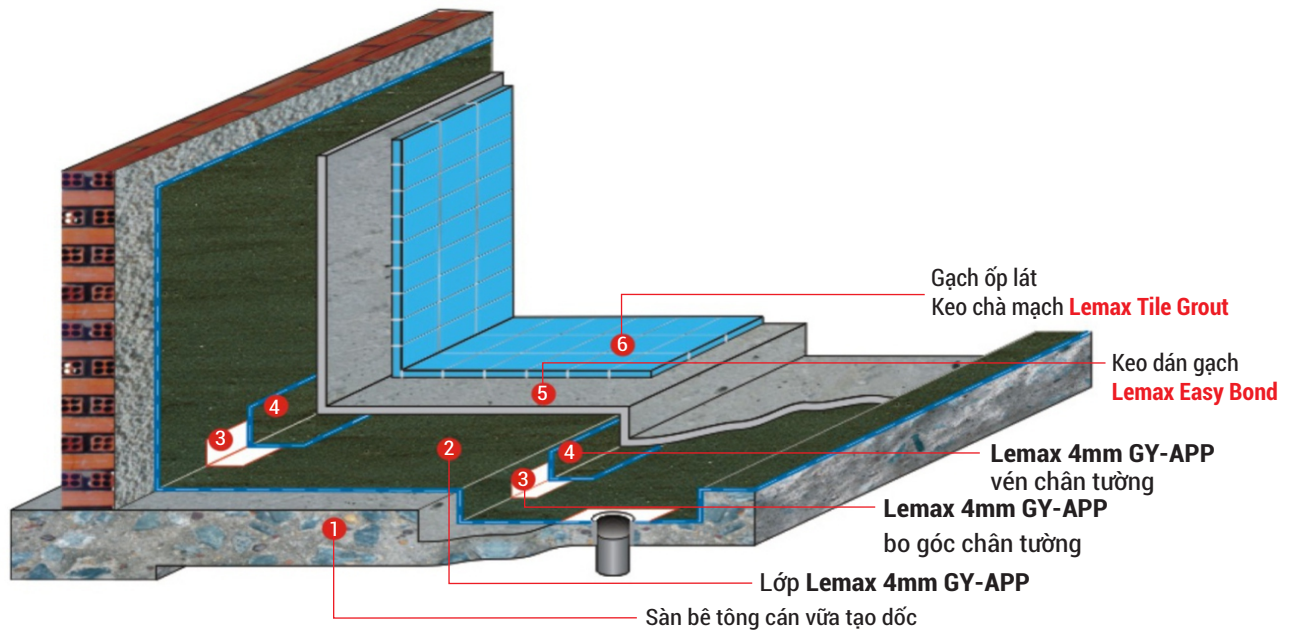 Gạch ốp lát
Keo chà mạch Lemax Tile Grout
6
Keo dán gạch
Lemax Easy Bond
5
4
3
2
4
3
Lemax 4mm GY-APP
vén chân tường
Lemax 4mm GY-APP
bo góc chân tường
1
Lớp Lemax 4mm GY-APP
Sàn bê tông cán vữa tạo dốc